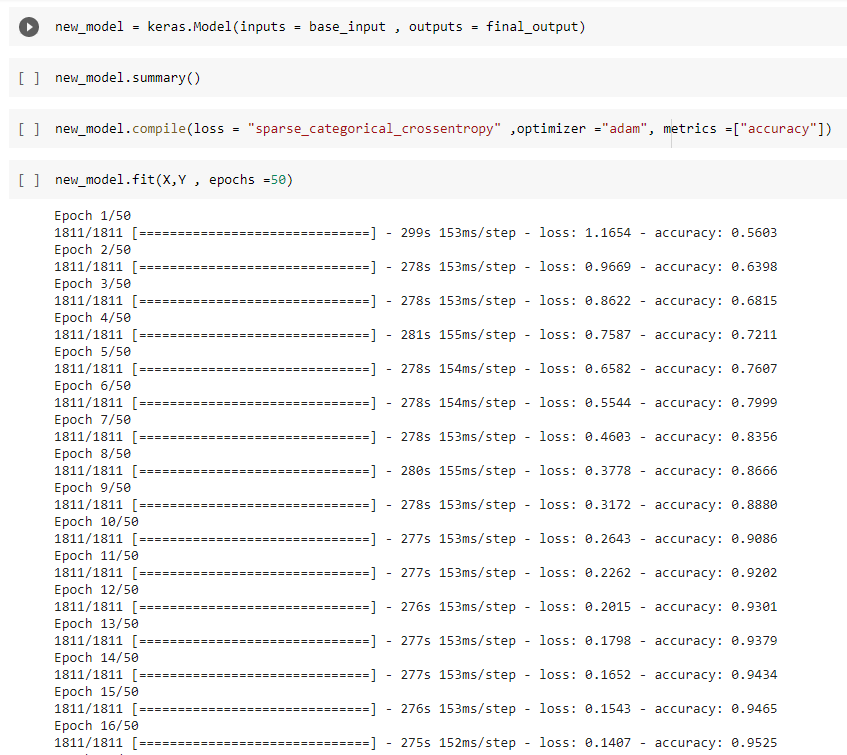 new_model = keras.Model(inputs = base_input , outputs = final_output)
[ ] new_model.summary()
[ ] new_model.compile(loss = "sparse_categorical_crossentropy" ,optimizer ="adam", metrics =["accuracy"])
[ ] new_model.fit(X,Y , epochs =50)
Epoch 1/50
1811/1811 [==============================] - 299s 153ms/step - loss: 1.1654 - accuracy: 0.5603
Epoch 2/50
1811/1811 [==============================] - 278s 153ms/step - loss: 0.9669 - accuracy: 0.6398
Epoch 3/50
1811/1811 [==============================] - 278s 153ms/step - loss: 0.8622 - accuracy: 0.6815
Epoch 4/50
1811/1811 [==============================] - 281s 155ms/step - loss: 0.7587 - accuracy: 0.7211
Epoch 5/50
1811/1811 [==============================] - 278s 154ms/step - loss: 0.6582 - accuracy: 0.7607
Epoch 6/50
1811/1811 [==============================] - 278s 154ms/step - loss: 0.5544 - accuracy: 0.7999
Epoch 7/50
1811/1811 [==============================] - 278s 153ms/step - loss: 0.4603 - accuracy: 0.8356
Epoch 8/50
1811/1811 [==============================] - 280s 155ms/step - loss: 0.3778 - accuracy: 0.8666
Epoch 9/50
1811/1811 [==============================] - 278s 153ms/step - loss: 0.3172 - accuracy: 0.8880
Epoch 10/50
1811/1811 [==============================] - 277s 153ms/step - loss: 0.2643 - accuracy: 0.9086
Epoch 11/50
1811/1811 [==============================] - 277s 153ms/step - loss: 0.2262 - accuracy: 0.9202
Epoch 12/50
1811/1811 [==============================] - 276s 153ms/step - loss: 0.2015 - accuracy: 0.9301
Epoch 13/50
1811/1811 [==============================] - 277s 153ms/step - loss: 0.1798 - accuracy: 0.9379
Epoch 14/50
1811/1811 [==============================] - 277s 153ms/step - loss: 0.1652 - accuracy: 0.9434
Epoch 15/50
1811/1811 [==============================] - 276s 153ms/step - loss: 0.1543 - accuracy: 0.9465
Epoch 16/50
1811/1811 [==============================] - 275s 152ms/step - loss: 0.1407 - accuracy: 0.9525